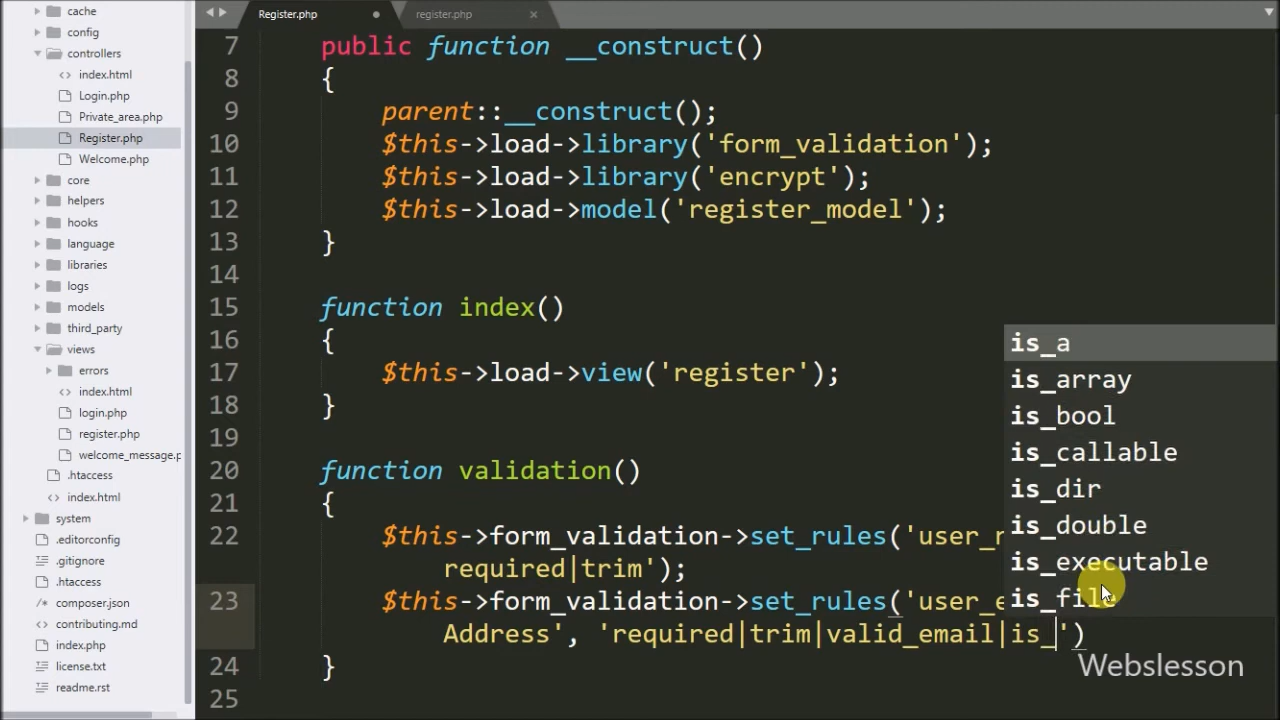 cache
config
controllers
index.html
Login.php
Private_area.php
Register.php
Welcome.php
core
helpers
hooks
language
libraries
logs
models
third_party
views
errors
index.html
login.php
register.php
welcome_message.p
.htaccess
index.html
system
.editorconfig
.gitignore
.htaccess
composer.json
contributing.md
index.php
license.txt
readme.rst
Register.php
register.php
7 public function __construct()
8 {
9 parent::__construct();
10 $this->load->library('form_validation');
11 $this->load->library('encrypt');
12 $this->load->model('register_model');
13 }
14
15 function index()
16 {
17 $this->load->view('register');
18 }
19
20 function validation()
21 {
22 $this->form_validation->set_rules('user_n
required|trim');
23 $this->form_validation->set_rules('user_e
Address', 'required|trim|valid_email|is_')
24 }
25
is_a
is_array
is_bool
is_callable
is_dir
is_double
is_executable
is_file
Webslesson